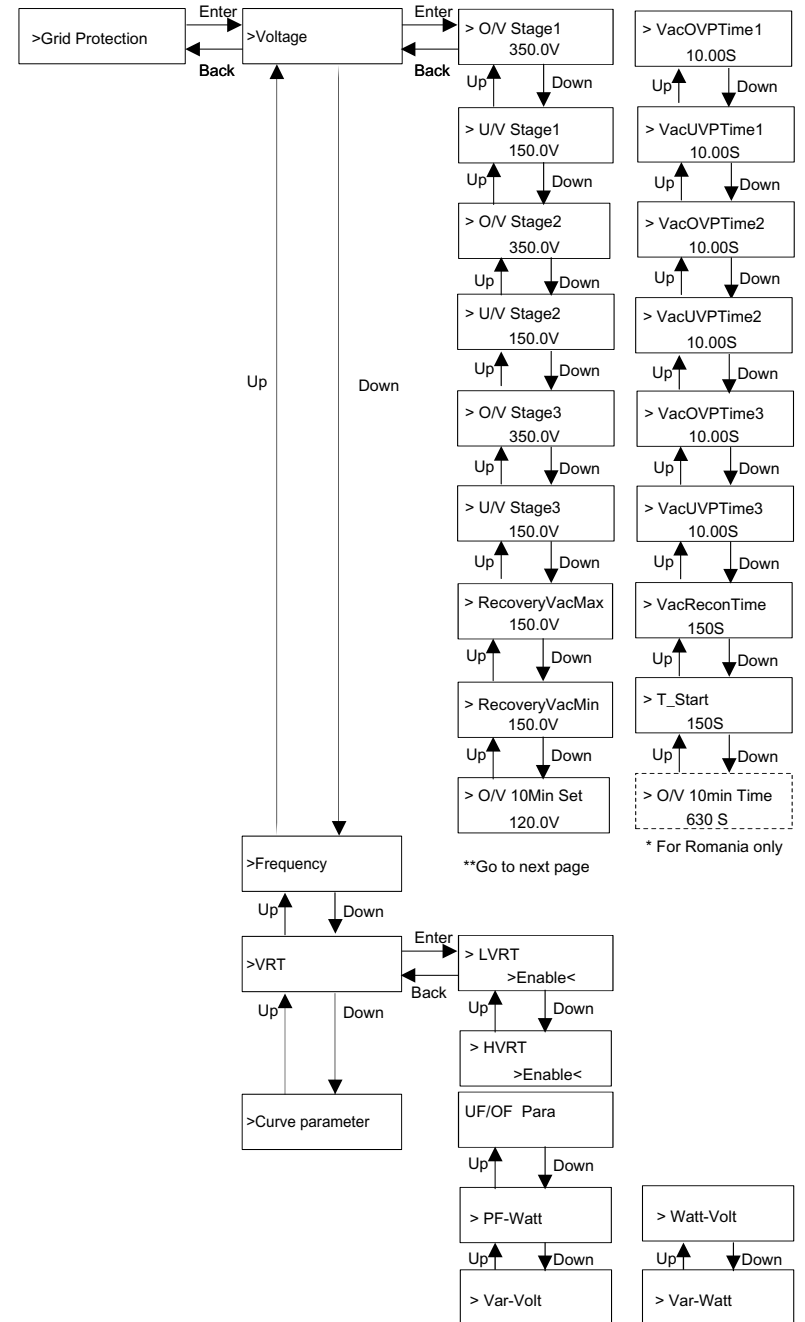 >Grid Protection
Enter
Back
>Voltage
Enter
Back
Up
Down
> O/V Stage1
350.0V
Up
Down
> U/V Stage1
150.0V
Up
Down
> O/V Stage2
350.0V
Up
Down
> U/V Stage2
150.0V
Up
Down
> O/V Stage3
350.0V
Up
Down
> U/V Stage3
150.0V
Up
Down
> RecoveryVacMax
150.0V
Up
Down
> RecoveryVacMin
150.0V
Up
Down
> O/V 10Min Set
120.0V
**Go to next page
> VacOVPTime1
10.00S
Up
Down
> VacUVPTime1
10.00S
Up
Down
> VacOVPTime2
10.00S
Up
Down
> VacUVPTime2
10.00S
Up
Down
> VacOVPTime3
10.00S
Up
Down
> VacUVPTime3
10.00S
Up
Down
> VacReconTime
150S
Up
Down
> T_Start
150S
Up
Down
> O/V 10min Time
630 S
* For Romania only
>Frequency
Up
Down
>VRT
Enter
Back
Up
Down
>Curve parameter
> LVRT
>Enable<
Up
Down
> HVRT
>Enable<
UF/OF Para
Up
Down
> PF-Watt
Up
Down
> Var-Volt
> Watt-Volt
Up
Down
> Var-Watt